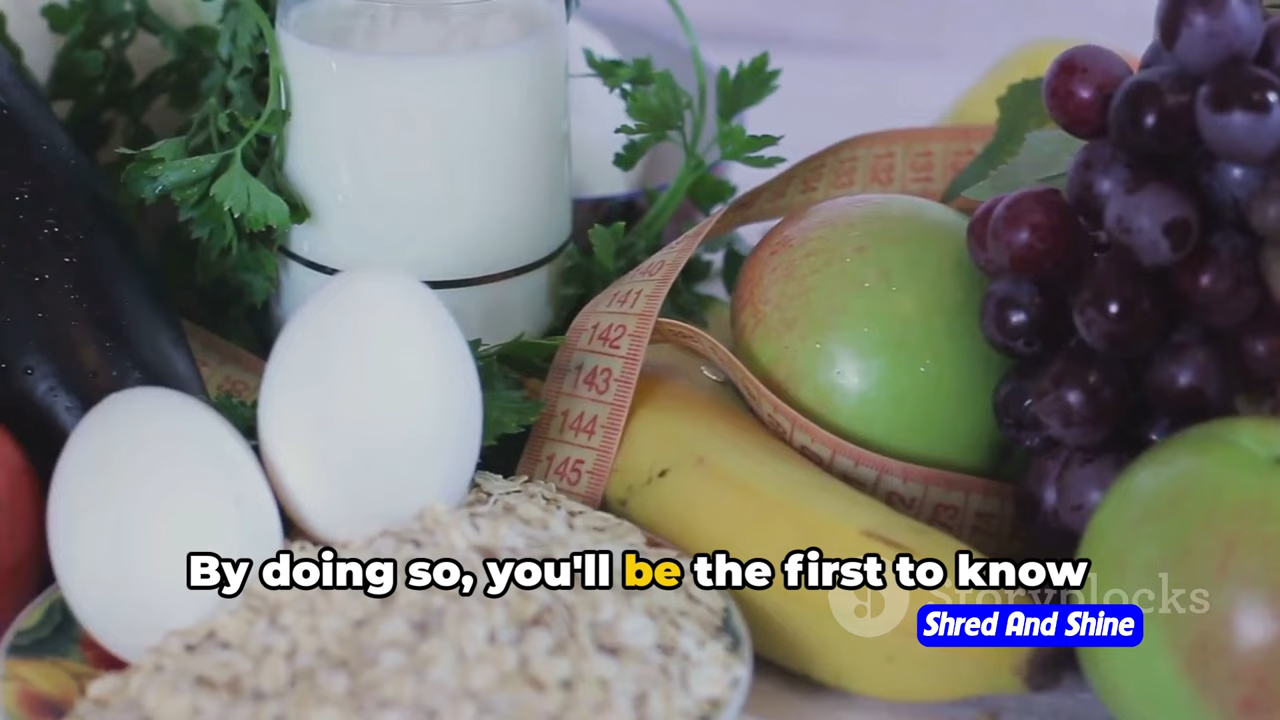 140
141
142
143
144
145
By doing so, you'll be the first to know
Storyblocks
Shred And Shine